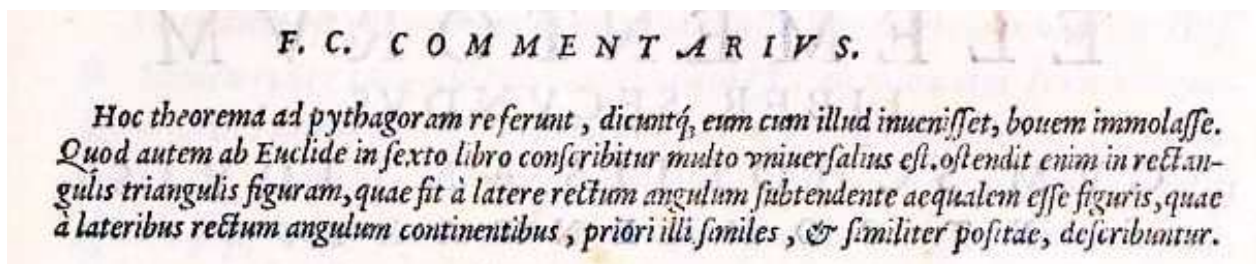 F. C. COMMENTARIVS.
Hoc theorema ad pythagoram referunt, dicuntq́; eum cum illud inuenisset, bouem immolasse.
Quod autem ab Euclide in sexto libro conscribitur multo vniuersalius est. ostendit enim in rectan-
gulis triangulis figuram, quae fit à latere rectum angulum subtendente aequalem esse figuris, quae
à lateribus rectum angulum continentibus, priori illi similes, & similiter positae, describuntur.